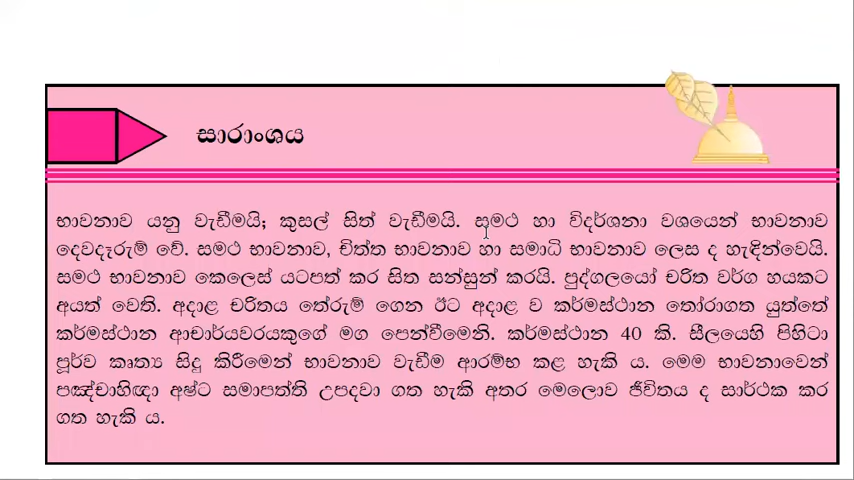 සාරාංශය
භාවනාව යනු වැඩීමයි; කුසල් සිත් වැඩීමයි. සමථ හා විදර්ශනා වශයෙන් භාවනාව
දෙවදෑරුම් වේ. සමථ භාවනාව, චිත්ත භාවනාව හා සමාධි භාවනාව ලෙස ද හැඳින්වෙයි.
සමථ භාවනාව කෙලෙස් යටපත් කර සිත සන්සුන් කරයි. පුද්ගලයෝ චරිත වර්ග හයකට
අයත් වෙති. අදාළ චරිතය තේරුම් ගෙන ඊට අදාළ ව කර්මස්ථාන තෝරාගත යුත්තේ
කර්මස්ථාන ආචාර්යවරයකුගේ මග පෙන්වීමෙනි. කර්මස්ථාන 40 කි. සීලයෙහි පිහිටා
පූර්ව කෘත්‍ය සිදු කිරීමෙන් භාවනාව වැඩීම ආරම්භ කළ හැකි ය. මෙම භාවනාවෙන්
පඤ්චාභිඥා අෂ්ට සමාපත්ති උපදවා ගත හැකි අතර මෙලොව ජීවිතය ද සාර්ථක කර
ගත හැකි ය.